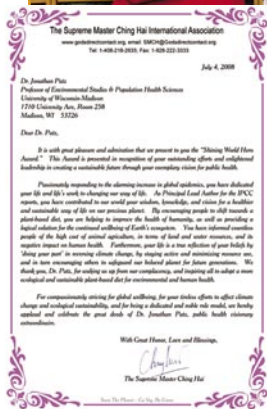 The Supreme Master Ching Hai International Association
www.godsdirectcontact.org, email: SMCH@Godsdirectcontact.org
Tel: 1-408-218-2635; Fax: 1-928-222-3333
July 4, 2008
Dr. Jonathan Patz
Professor of Environmental Studies & Population Health Sciences
University of Wisconsin-Madison
1710 University Ave, Room 258
Madison, WI 53726
Dear Dr. Patz,
It is with great pleasure and admiration that we present to you the "Shining World Hero
Award." This Award is presented in recognition of your outstanding efforts and enlightened
leadership in creating a sustainable future through your exemplary vision for public health.
Passionately responding to the alarming increase in global epidemics, you have dedicated
your life and life's work to changing our way of life. As Principal Lead Author for the IPCC
reports, you have contributed to our world your wisdom, knowledge, and vision for a healthier
and sustainable way of life on our precious planet. By encouraging people to shift towards a
plant-based diet, you are helping to improve the health of humanity, as well as providing a
logical solution for the continued wellbeing of Earth's ecosystem. You have informed countless
people of the high cost of animal agriculture, in terms of land and water resources, and its
negative impact on human health. Furthermore, your life is a true reflection of your beliefs by
'doing your part' in reversing climate change, by staying active and minimizing resource use,
and in turn encouraging others to safeguard our beloved planet for future generations. We
thank you, Dr. Patz, for waking us up from our complacency, and inspiring all to adopt a more
ecological and sustainable plant-based diet for environmental and human health.
For compassionately striving for global wellbeing, for your tireless efforts to affect climate
change and ecological sustainability, and for being a dedicated and noble role model, we hereby
applaud and celebrate the great deeds of Dr. Jonathan Patz, public health visionary
extraordinaire.
With Great Honor, Love and Blessings,
The Supreme Master Ching Hai